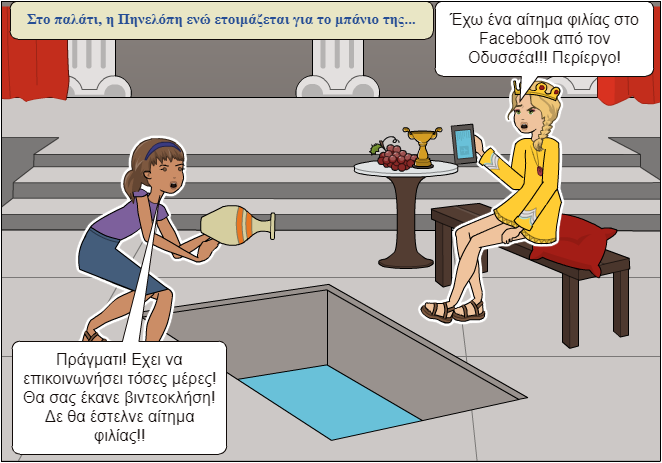 Στο παλάτι, η Πηνελόπη ενώ ετοιμάζεται για το μπάνιο της...
Έχω ένα αίτημα φιλίας στο
Facebook από τον
Οδυσσέα!!! Περίεργο!
Πράγματι! Εχει να
επικοινωνήσει τόσες μέρες!
Θα σας έκανε βιντεοκλήση!
Δε θα έστελνε αίτημα
φιλίας!!